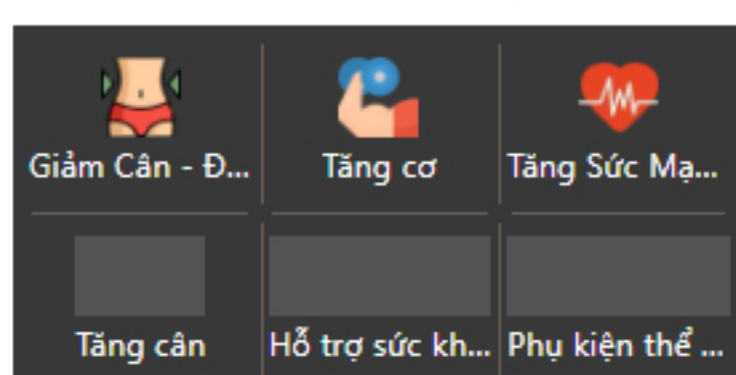 Giảm Cân - Đ...
Tăng cơ
Tăng Sức Mạ...
Tăng cân
Hỗ trợ sức kh...
Phụ kiện thể ...